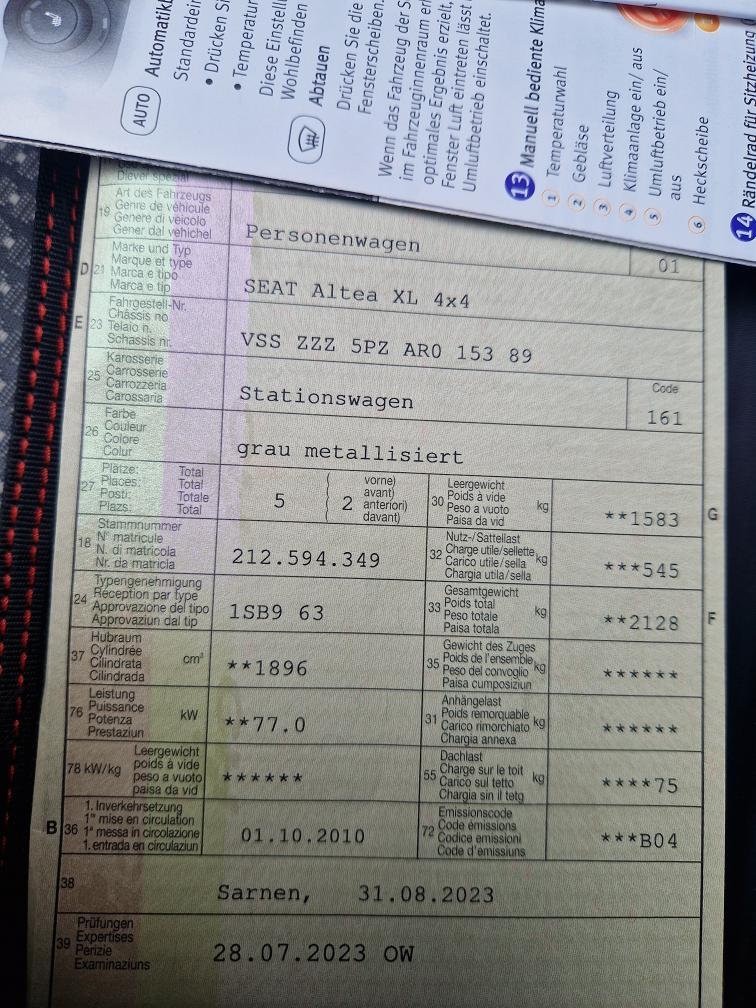 AUTO
Automatik
Standardein
• Drücken Si
• Temperatur
Diese Einstell
Wohlbefinden
Abtauen
Drücken Sie die
Fensterscheiben.
Wenn das Fahrzeug der S
im Fahrzeuginnenraum er
optimales Ergebnis erzielt,
Fenster Luft eintreten lässt
Umluftbetrieb einschaltet.
13 Manuell bediente Klima
1 Temperaturwahl
2 Gebläse
3 Luftverteilung
4 Klimaanlage ein/ aus
5 Umluftbetrieb ein/
aus
6 Heckscheibe
14 Rändelrad für Sitzheizung
Diever spezial
19 Art des Fahrzeugs
Genre de véhicule
Genere di veicolo
Gener dal vehichel
Personenwagen
01
D 21 Marke und Typ
Marque et type
Marca e tipo
Marca e tip
SEAT Altea XL 4x4
E 23 Fahrgestell-Nr.
Châssis no
Telaio n.
Schassis nr.
VSS ZZZ 5PZ AR0 153 89
25 Karosserie
Carrosserie
Carrozzeria
Carossaria
Stationswagen
Code
161
26 Farbe
Couleur
Colore
Colur
grau metallisiert
27 Plätze: Total
Places: Total
Posti: Totale
Plazs: Total
5
2 vorne)
avant)
anteriori)
davant)
30 Leergewicht
Poids à vide
Peso a vuoto
Paisa da vid
kg
**1583
G
18 Stammnummer
N° matricule
N. di matricola
Nr. da matricla
212.594.349
32 Nutz-/Sattellast
Charge utile/sellette
Carico utile/sella
Chargia utila/sella
kg
***545
24 Typengenehmigung
Réception par type
Approvazione del tipo
Approvaziun dal tip
1SB9 63
33 Gesamtgewicht
Poids total
Peso totale
Paisa totala
kg
**2128
F
37 Hubraum
Cylindrée
Cilindrata
Cilindrada
cm³
**1896
35 Gewicht des Zuges
Poids de l'ensemble
Peso del convoglio
Paisa cumposiziun
kg
******
76 Leistung
Puissance
Potenza
Prestaziun
kW
**77.0
31 Anhängelast
Poids remorquable
Carico rimorchiato
Chargia annexa
kg
******
78 kW/kg Leergewicht
poids à vide
peso a vuoto
paisa da vid
******
55 Dachlast
Charge sur le toit
Carico sul tetto
Chargia sin il tetg
kg
****75
B 36 1. Inverkehrsetzung
1re mise en circulation
1a messa in circolazione
1. entrada en circulaziun
01.10.2010
72 Emissionscode
Code émissions
Codice emissioni
Code d'emissiuns
***B04
38
Sarnen, 31.08.2023
39 Prüfungen
Expertises
Perizie
Examinaziuns
28.07.2023 OW